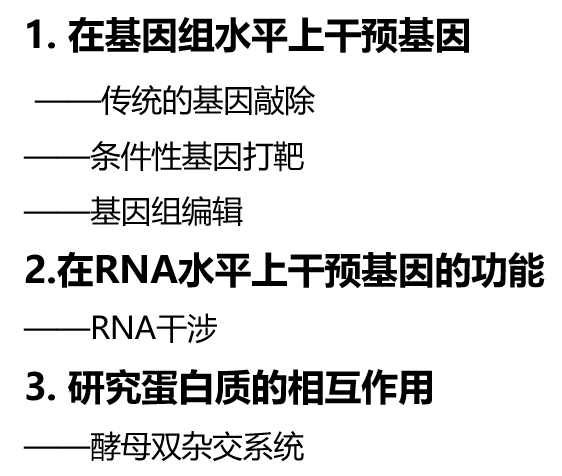 1. 在基因组水平上干预基因
——传统的基因敲除
——条件性基因打靶
——基因组编辑
2.在RNA水平上干预基因的功能
——RNA干涉
3. 研究蛋白质的相互作用
——酵母双杂交系统